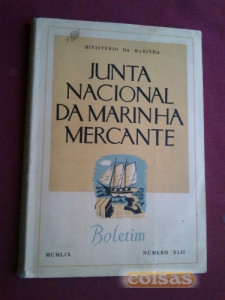 MINISTÉRIO DA MARINHA
JUNTA
NACIONAL
DA MARINHA
MERCANTE
Boletim
MCMLIX
NÚMERO XLII
coisas